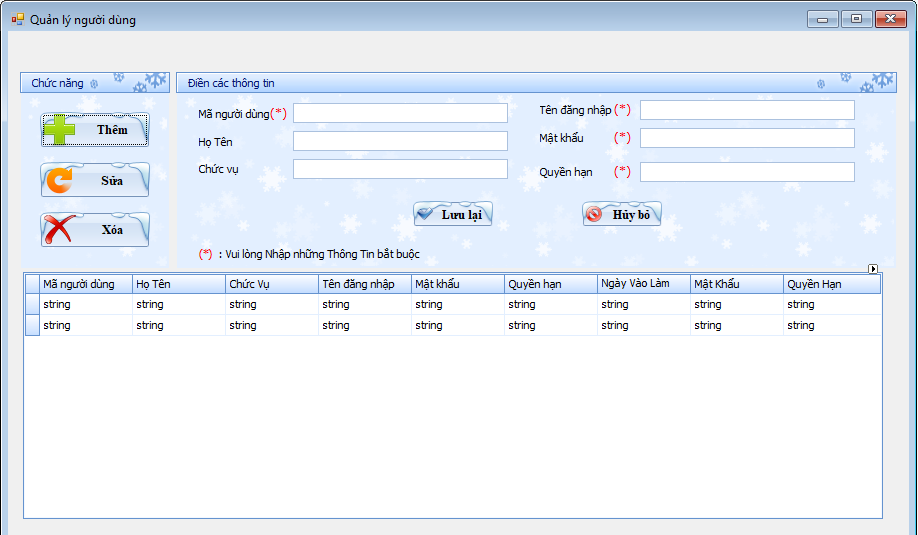 Quản lý người dùng
Chức năng
Điền các thông tin
Thêm
Sửa
Xóa
Mã người dùng(*)
Họ Tên
Chức vụ
Tên đăng nhập (*)
Mật khẩu (*)
Quyền hạn (*)
Lưu lại
Hủy bỏ
(*) : Vui lòng Nhập những Thông Tin bắt buộc
Mã người dùng Họ Tên Chức Vụ Tên đăng nhập Mật khẩu Quyền hạn Ngày Vào Làm Mật Khẩu Quyền Hạn
string string string string string string string string string
string string string string string string string string string